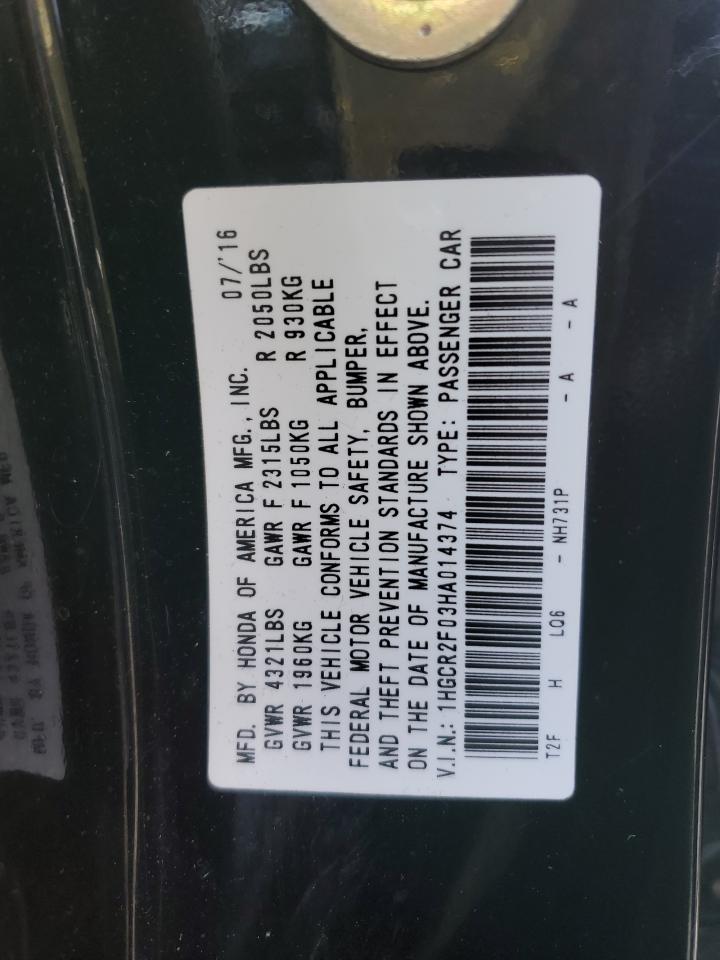 MFD. BY HONDA OF AMERICA MFG., INC. 07/'16
GVWR 4321LBS GAWR F 2315LBS R 2050LBS
GVWR 1960KG GAWR F 1050KG R 930KG
THIS VEHICLE CONFORMS TO ALL APPLICABLE
FEDERAL MOTOR VEHICLE SAFETY, BUMPER,
AND THEFT PREVENTION STANDARDS IN EFFECT
ON THE DATE OF MANUFACTURE SHOWN ABOVE.
V.I.N.: 1HGCR2F03HA014374 TYPE: PASSENGER CAR
T2F H LQ6 - NH731P - A - A